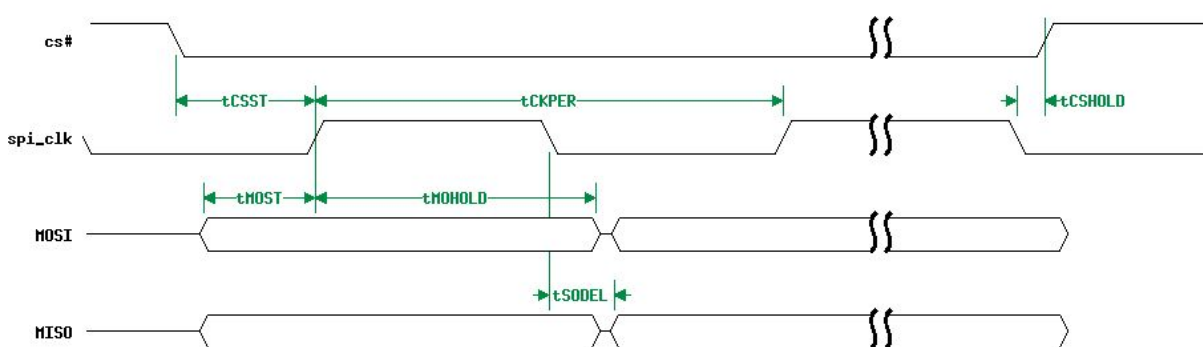 cs#
tCSST
tCKPER
tCSHOLD
spi_clk
tMOST
tMOHOLD
MOSI
tSODEL
MISO